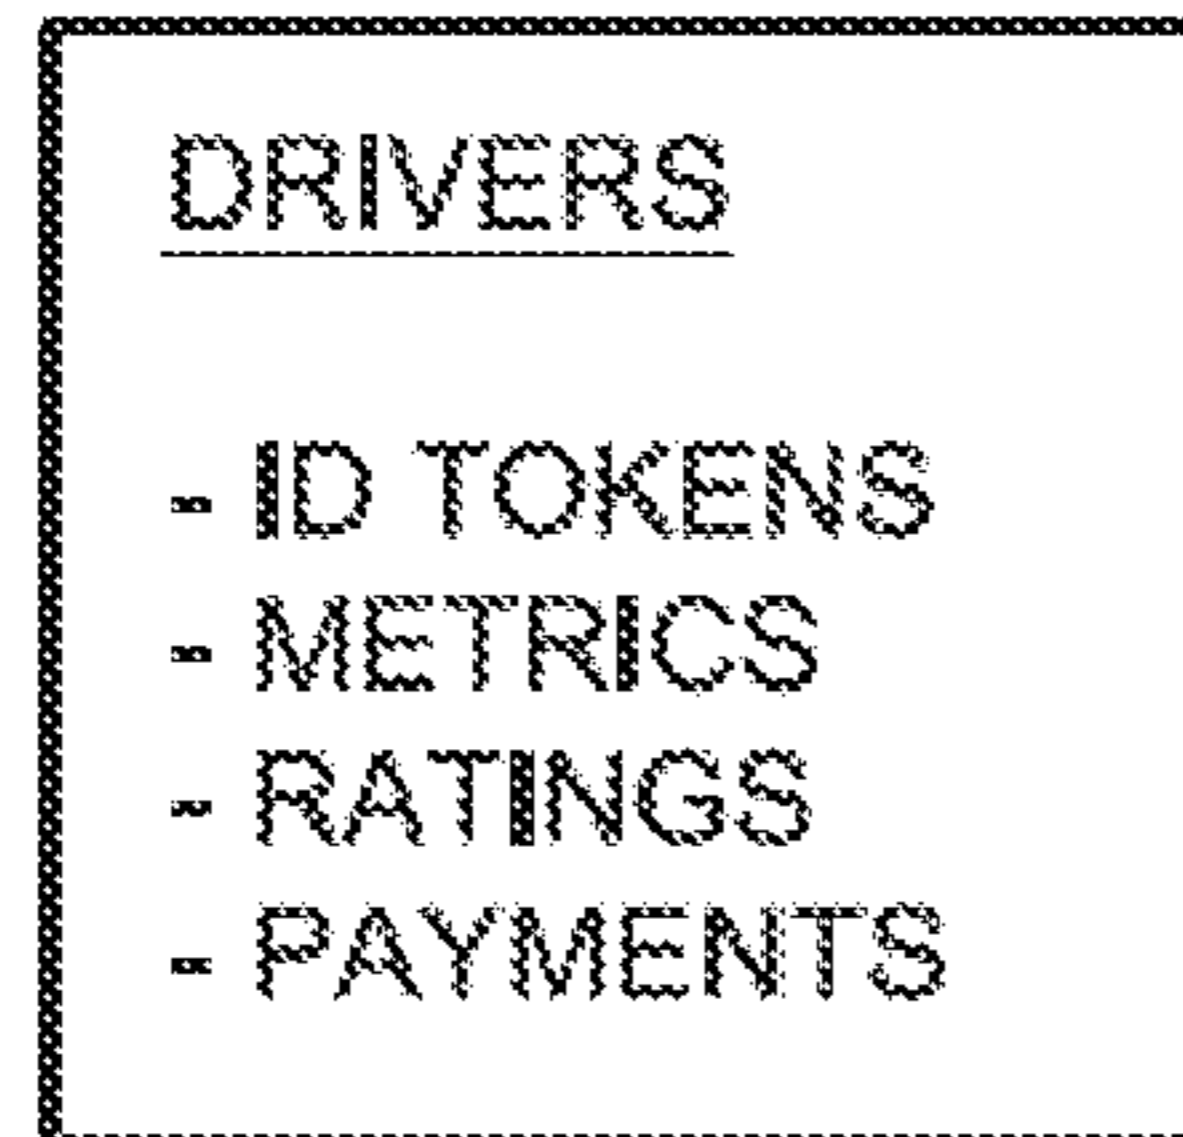 DRIVERS
- ID TOKENS
- METRICS
- RATINGS
- PAYMENTS